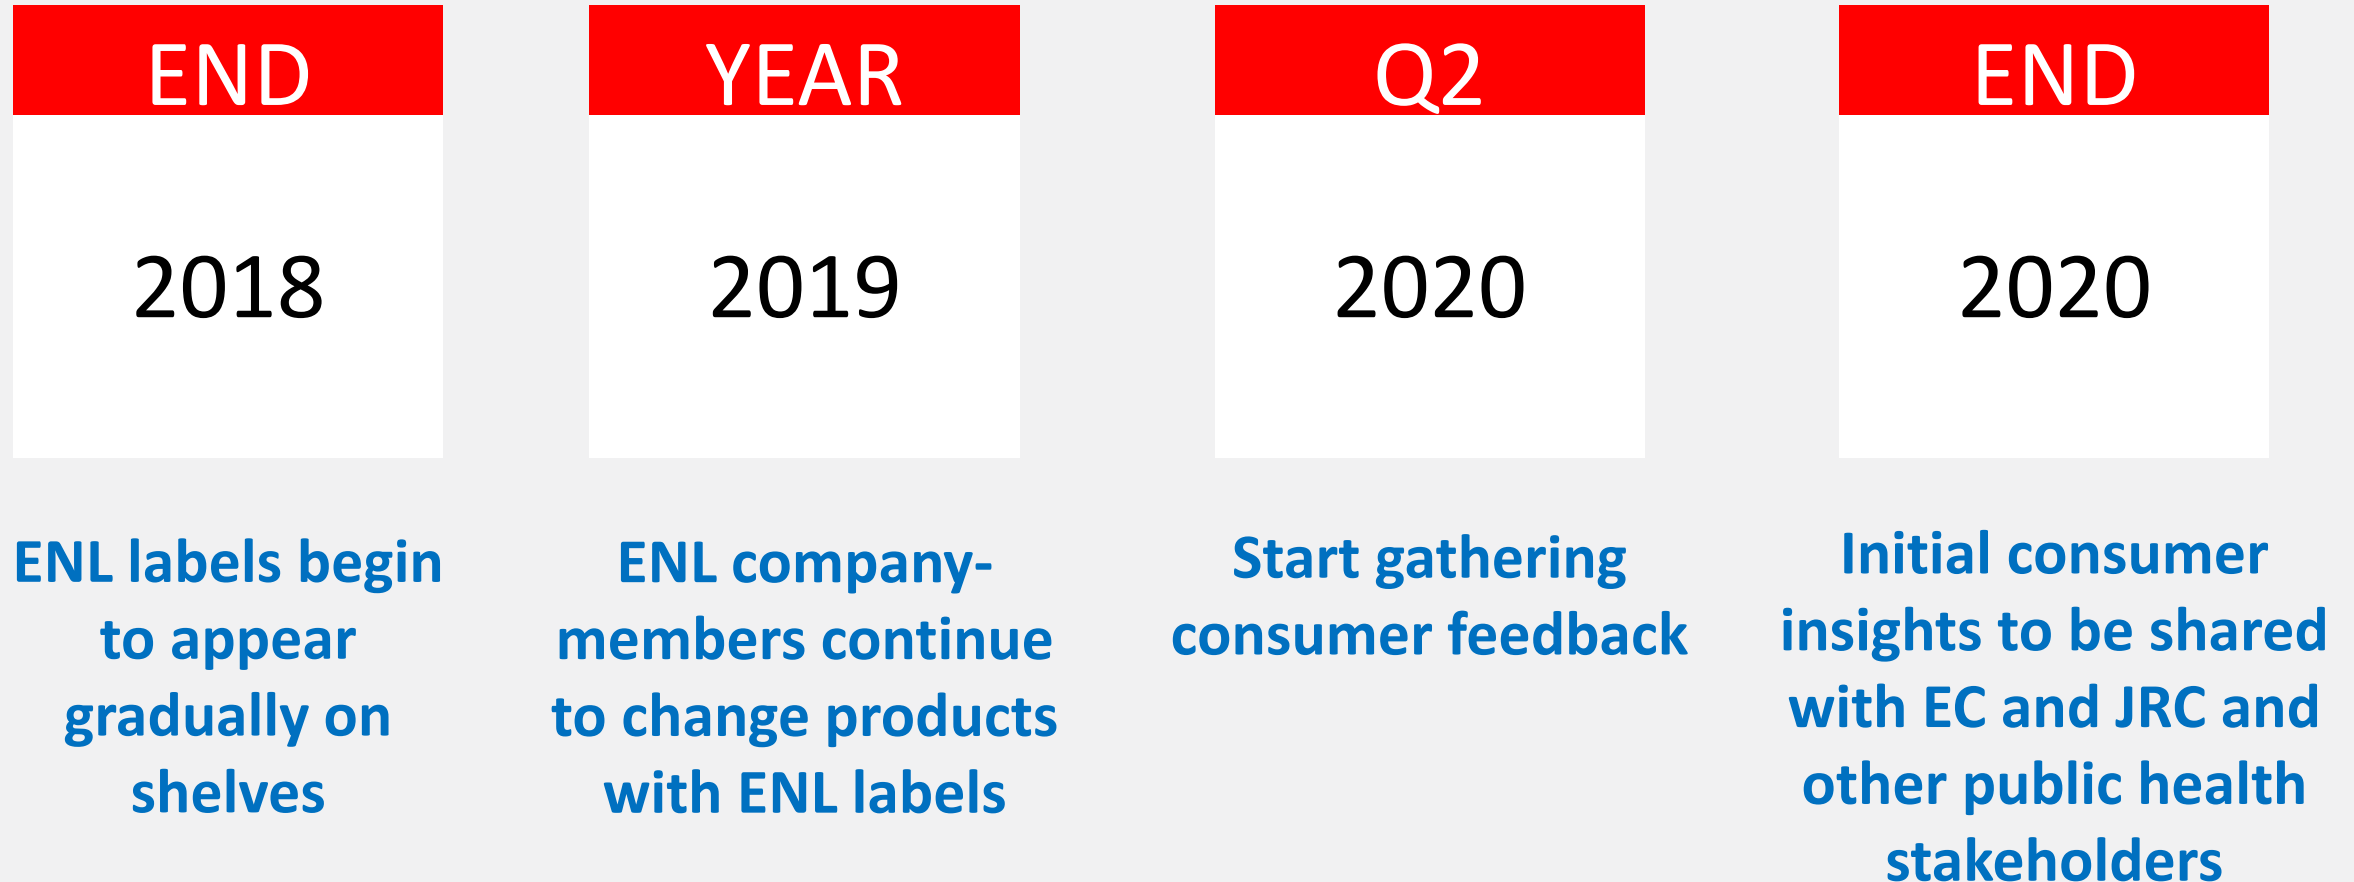 END
2018
ENL labels begin
to appear
gradually on
shelves
YEAR
2019
ENL company-
members continue
to change products
with ENL labels
Q2
2020
Start gathering
consumer feedback
END
2020
Initial consumer
insights to be shared
with EC and JRC and
other public health
stakeholders